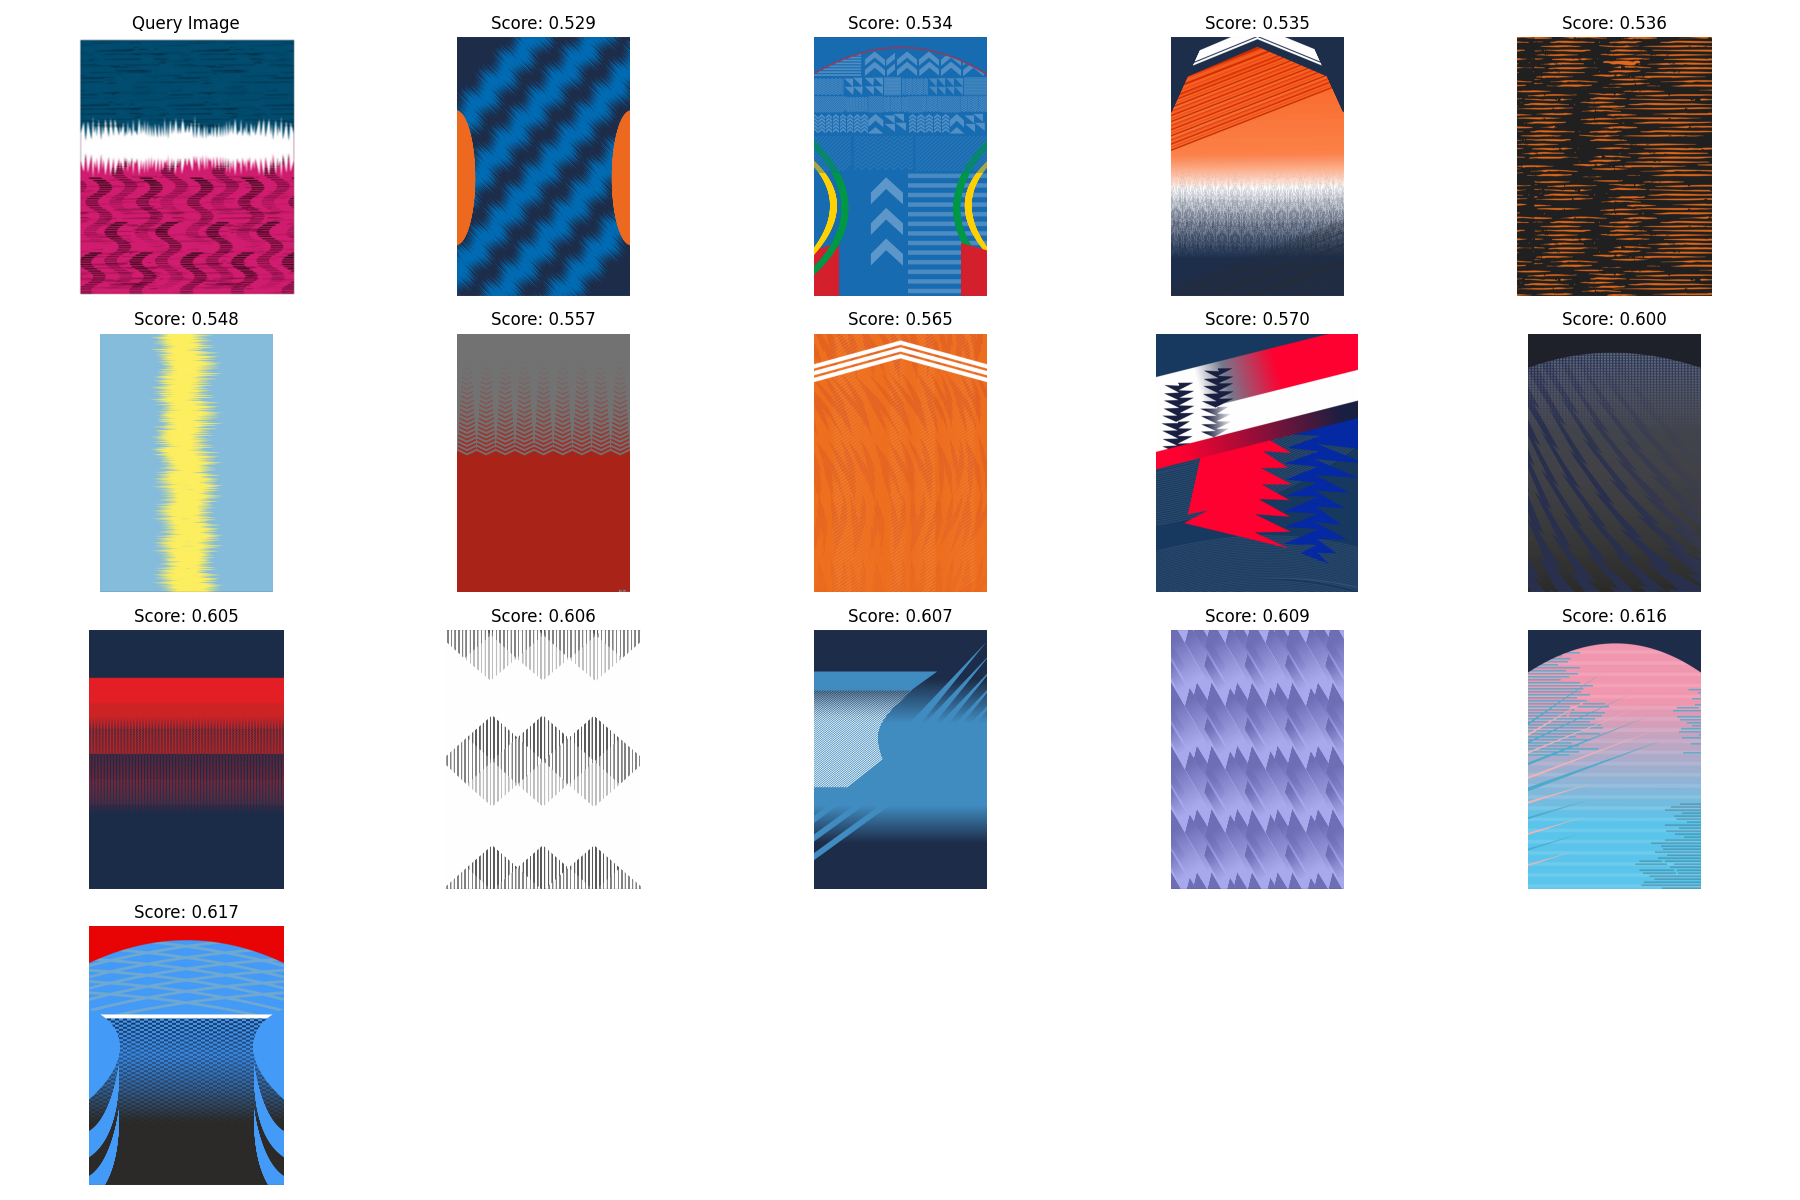 Query Image
Score: 0.529
Score: 0.534
Score: 0.535
Score: 0.536
Score: 0.548
Score: 0.557
Score: 0.565
Score: 0.570
Score: 0.600
Score: 0.605
Score: 0.606
Score: 0.607
Score: 0.609
Score: 0.616
Score: 0.617